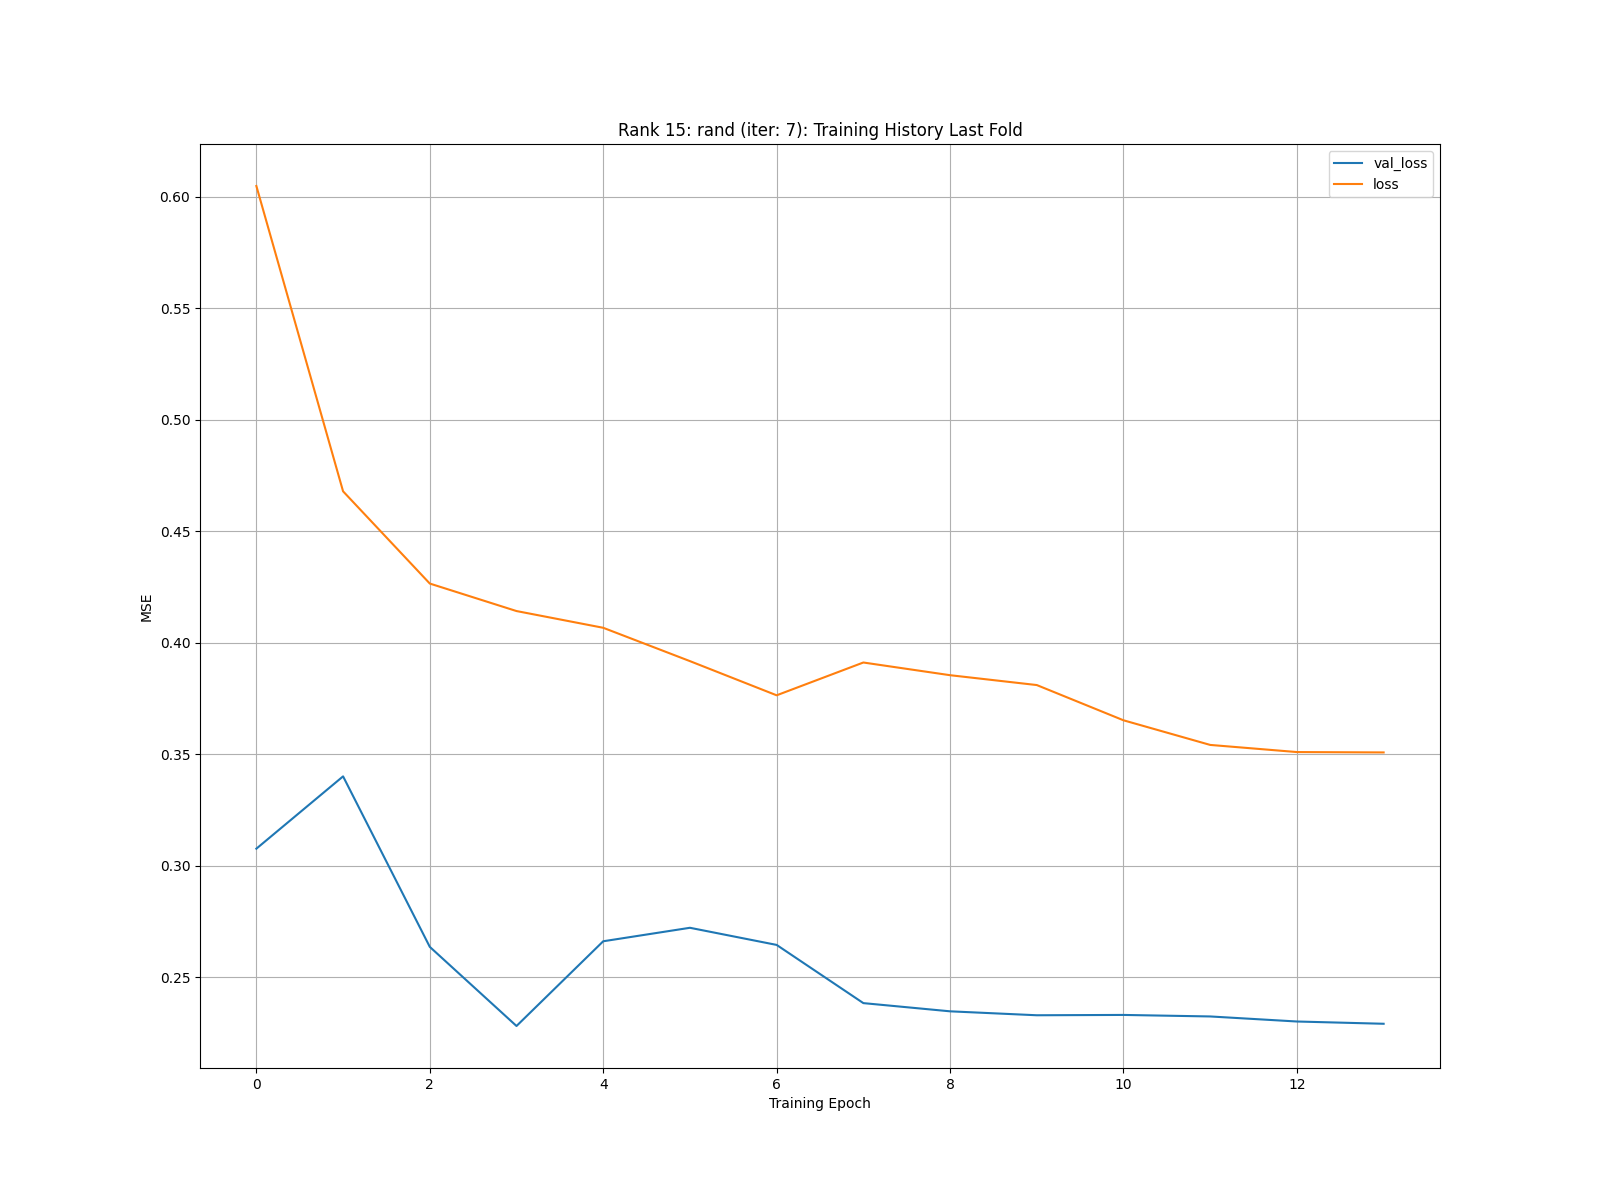 Rank 15: rand (iter: 7): Training History Last Fold
val_loss
loss
0.60
0.55
0.50
0.45
0.40
0.35
0.30
0.25
MSE
0 2 4 6 8 10 12
Training Epoch